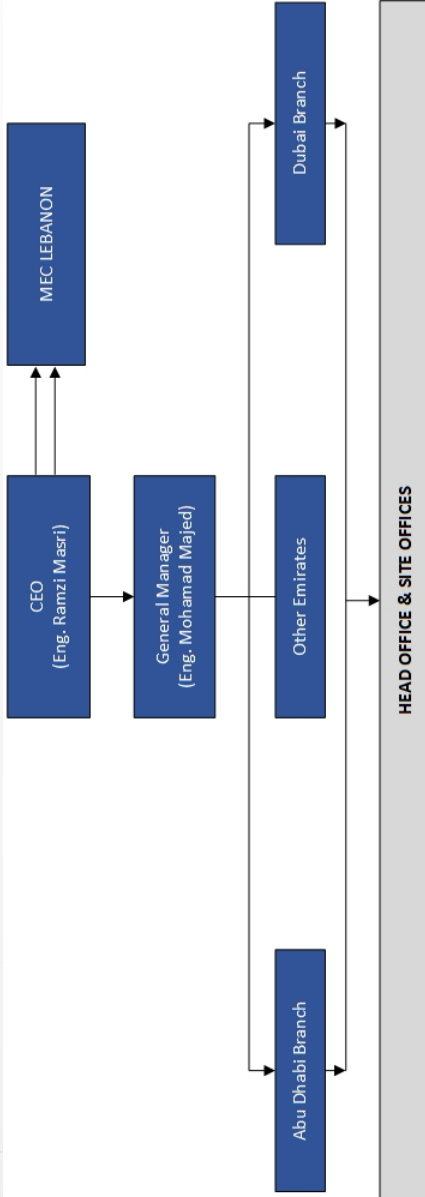 CEO
(Eng. Ramzi Masri)
MEC LEBANON
General Manager
(Eng. Mohamad Majed)
Abu Dhabi Branch
Other Emirates
Dubai Branch
HEAD OFFICE & SITE OFFICES